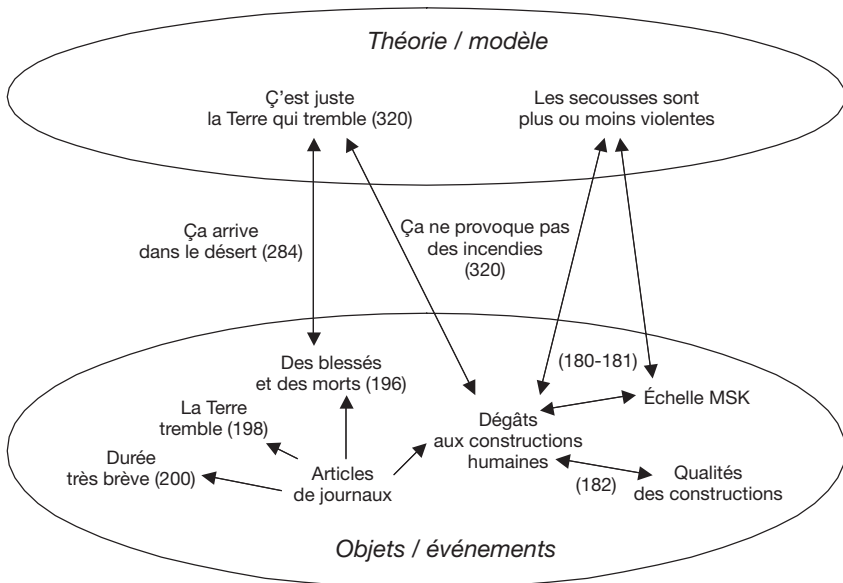 Théorie / modèle
Ç'est juste
la Terre qui tremble (320)
Les secousses sont
plus ou moins violentes
Ça arrive
dans le désert (284)
Ça ne provoque pas
des incendies
(320)
Des blessés
et des morts (196)
(180-181)
Échelle MSK
La Terre
tremble (198)
Dégâts
aux constructions
humaines
Durée
très brève (200)
Articles
de journaux
(182)
Qualités
des constructions
Objets / événements